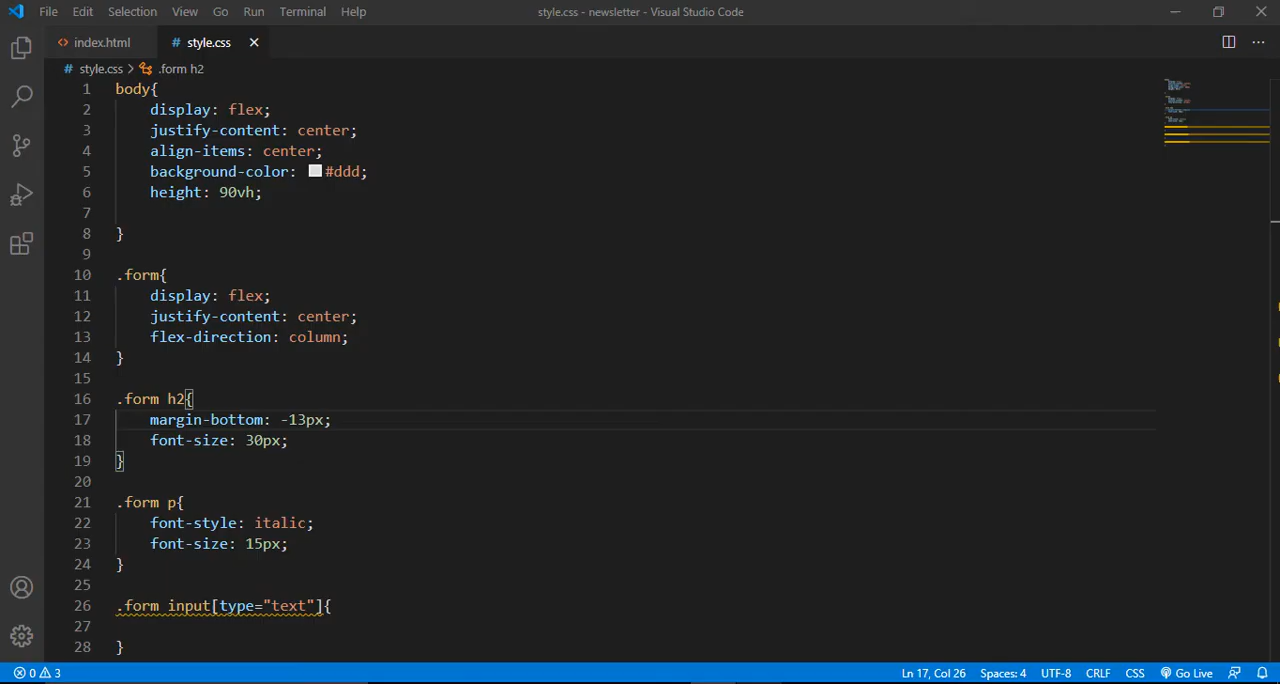 File Edit Selection View Go Run Terminal Help style.css - newsletter - Visual Studio Code
index.html # style.css
# style.css > .form h2
1 body{
2 display: flex;
3 justify-content: center;
4 align-items: center;
5 background-color: #ddd;
6 height: 90vh;
7
8 }
9
10 .form{
11 display: flex;
12 justify-content: center;
13 flex-direction: column;
14 }
15
16 .form h2{
17 margin-bottom: -13px;
18 font-size: 30px;
19 }
20
21 .form p{
22 font-style: italic;
23 font-size: 15px;
24 }
25
26 .form input[type="text"]{
27
28 }
0 3 Ln 17, Col 26 Spaces: 4 UTF-8 CRLF CSS Go Live